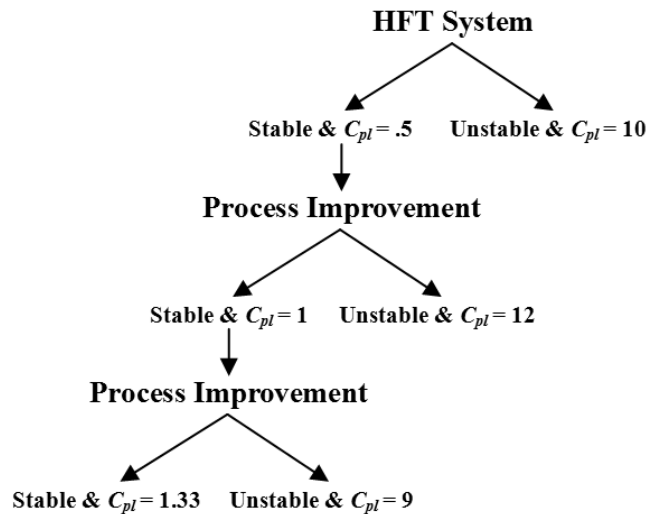 HFT System
Stable & Cpl = .5 Unstable & Cpl = 10
Process Improvement
Stable & Cpl = 1 Unstable & Cpl = 12
Process Improvement
Stable & Cpl = 1.33 Unstable & Cpl = 9